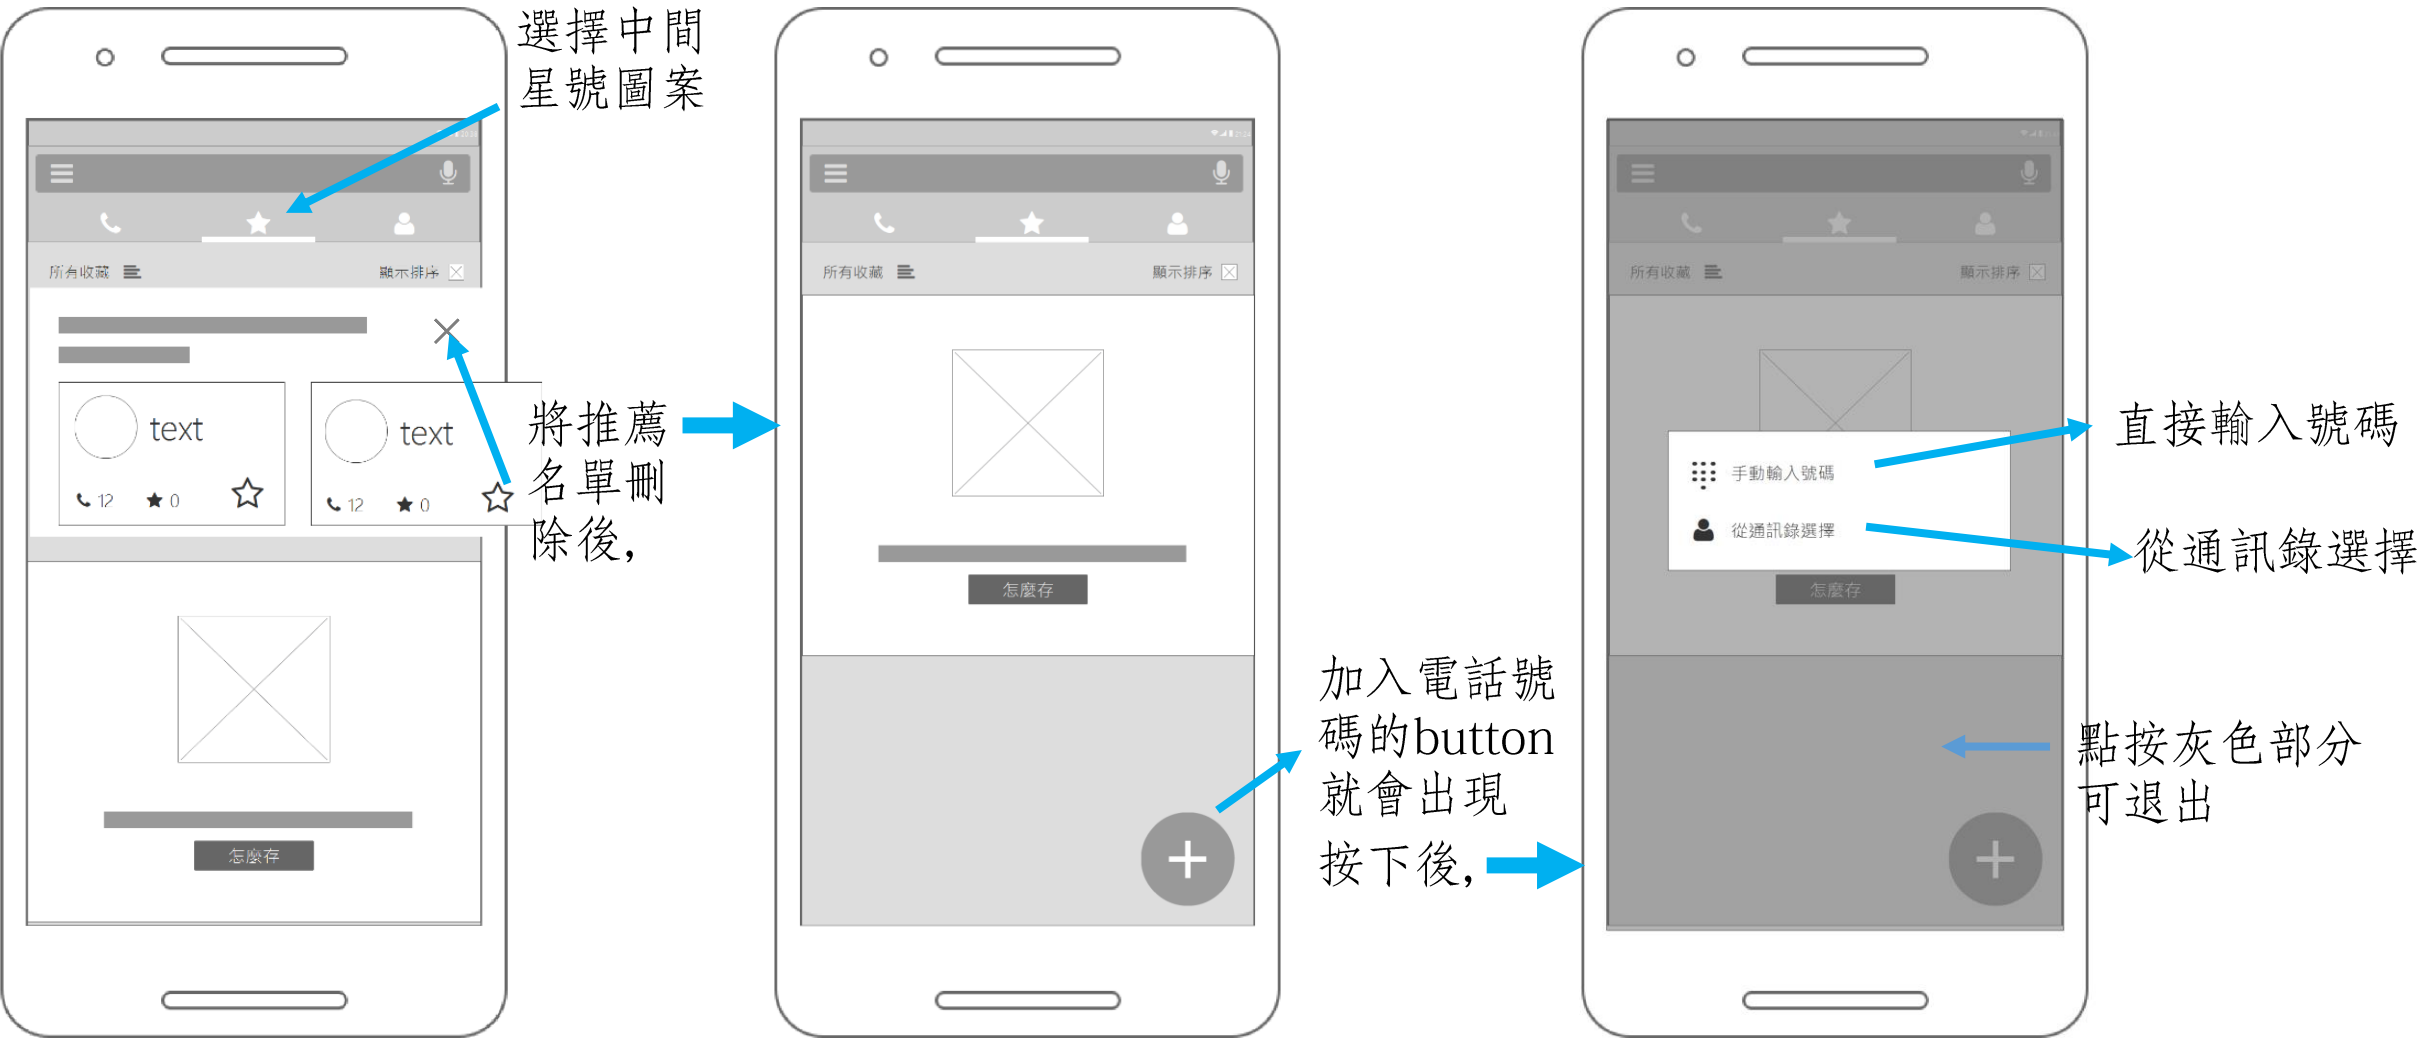 選擇中間
星號圖案
所有收藏
顯示排序
text
12
0
text
12
0
將推薦
名單刪
除後,
怎麼存
所有收藏
顯示排序
怎麼存
加入電話號
碼的button
就會出現
按下後,
所有收藏
顯示排序
手動輸入號碼
從通訊錄選擇
怎麼存
直接輸入號碼
從通訊錄選擇
點按灰色部分
可退出